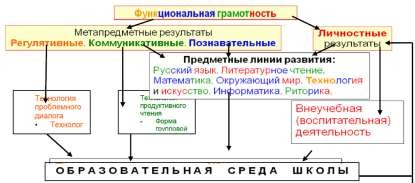 Функциональная грамотность
Метапредметные результаты
Регулятивные, Коммуникативные, Познавательные
Личностные
результаты
Предметные линии развития:
Русский язык, Литературное чтение,
Математика, Окружающий мир, Технология
и искусство, Информатика, Риторика.
Технология
проблемного
диалога
• Технолог
продуктивного
чтения
• Форма
групповой
Внеучебная
(воспитательная)
деятельность
ОБРАЗОВАТЕЛЬНАЯ СРЕДА ШКОЛЫ